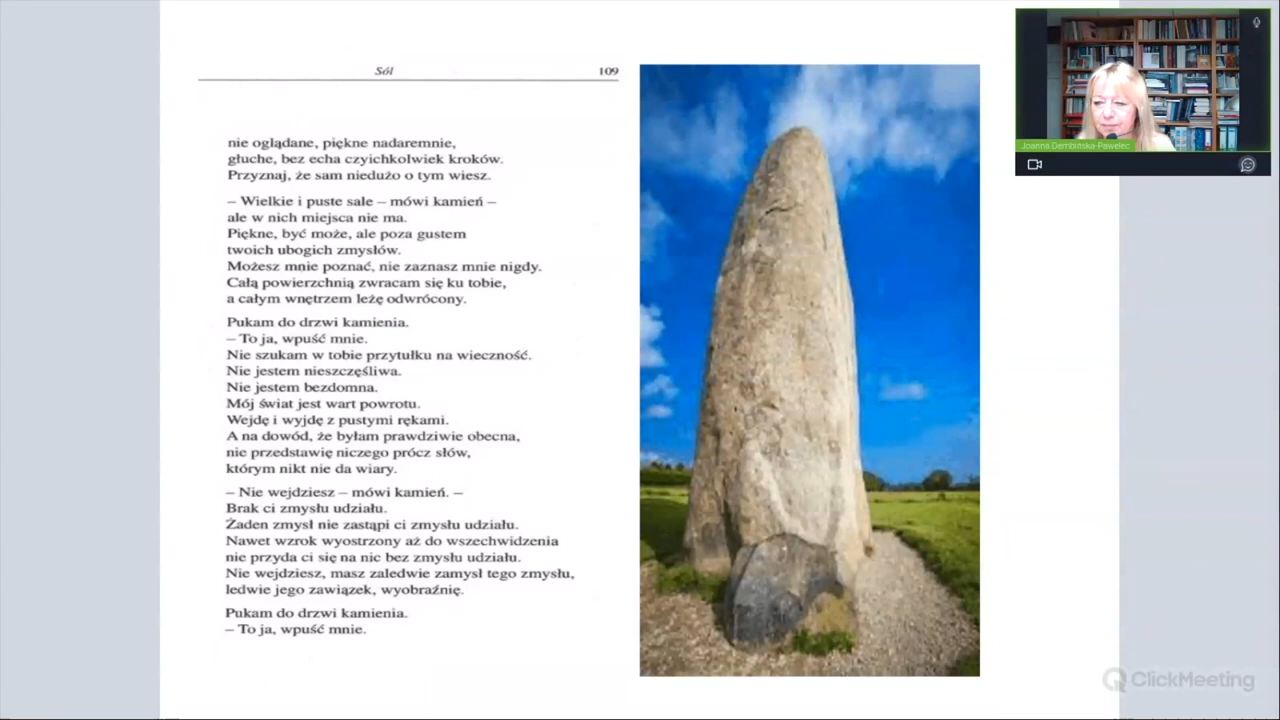 Sól 109
nie oglądane, piękne nadaremnie,
głuche, bez echa czyichkolwiek kroków.
Przyznaj, że sam niedużo o tym wiesz.
– Wielkie i puste sale – mówi kamień –
ale w nich miejsca nie ma.
Piękne, być może, ale poza gustem
twoich ubogich zmysłów.
Możesz mnie poznać, nie zaznasz mnie nigdy.
Całą powierzchnią zwracam się ku tobie,
a całym wnętrzem leżę odwrócony.
Pukam do drzwi kamienia.
– To ja, wpuść mnie.
Nie szukam w tobie przytułku na wieczność.
Nie jestem nieszczęśliwa.
Nie jestem bezdomna.
Mój świat jest wart powrotu.
Wejdę i wyjdę z pustymi rękami.
A na dowód, że byłam prawdziwie obecna,
nie przedstawię niczego prócz słów,
którym nikt nie da wiary.
– Nie wejdziesz – mówi kamień. –
Brak ci zmysłu udziału.
Żaden zmysł nie zastąpi ci zmysłu udziału.
Nawet wzrok wyostrzony aż do wszechwidzenia
nie przyda ci się na nic bez zmysłu udziału.
Nie wejdziesz, masz zaledwie zamysł tego zmysłu,
ledwie jego zawiązek, wyobraźnię.
Pukam do drzwi kamienia.
– To ja, wpuść mnie.
Joanna Dembińska-Pawelec
ClickMeeting